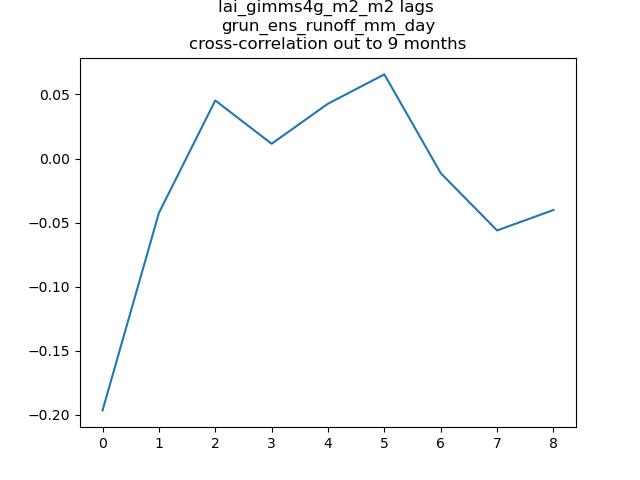 lai_gimms4g_m2_m2 lags
grun_ens_runoff_mm_day
cross-correlation out to 9 months
0.05
0.00
−0.05
−0.10
−0.15
−0.20
0 1 2 3 4 5 6 7 8